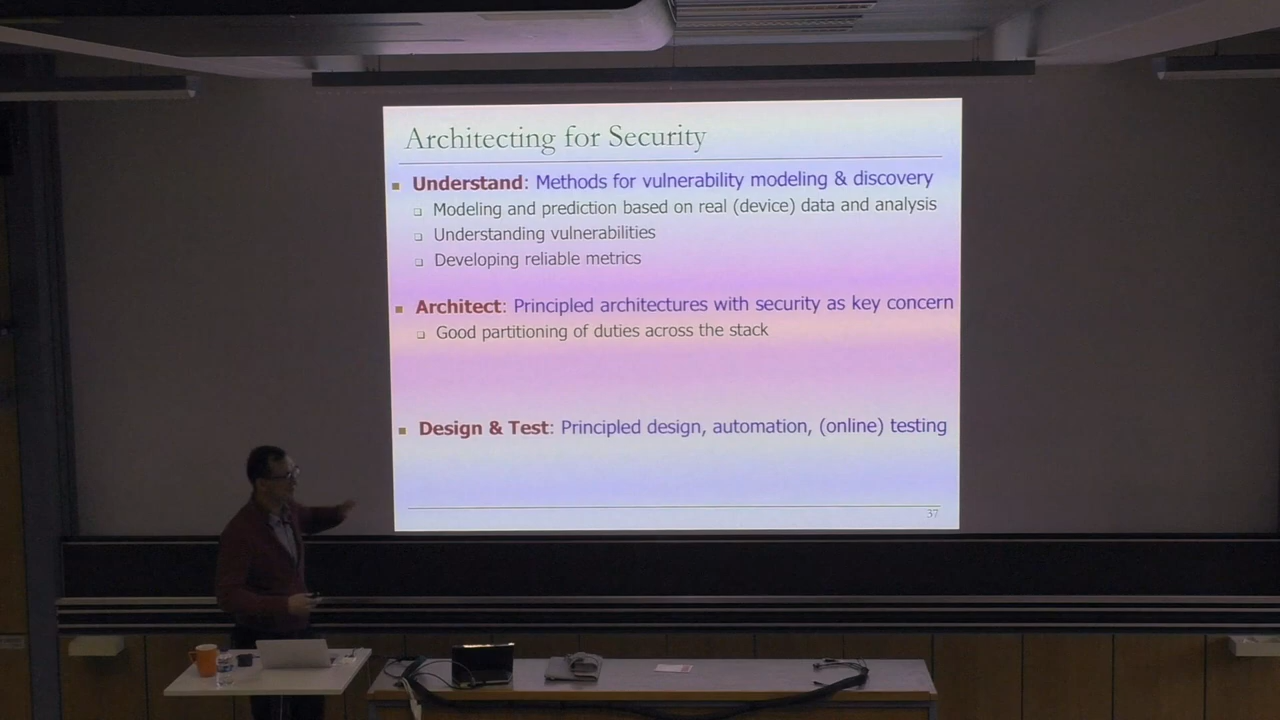 Architecting for Security
Understand: Methods for vulnerability modeling & discovery
Modeling and prediction based on real (device) data and analysis
Understanding vulnerabilities
Developing reliable metrics
Architect: Principled architectures with security as key concern
Good partitioning of duties across the stack
Design & Test: Principled design, automation, (online) testing
37